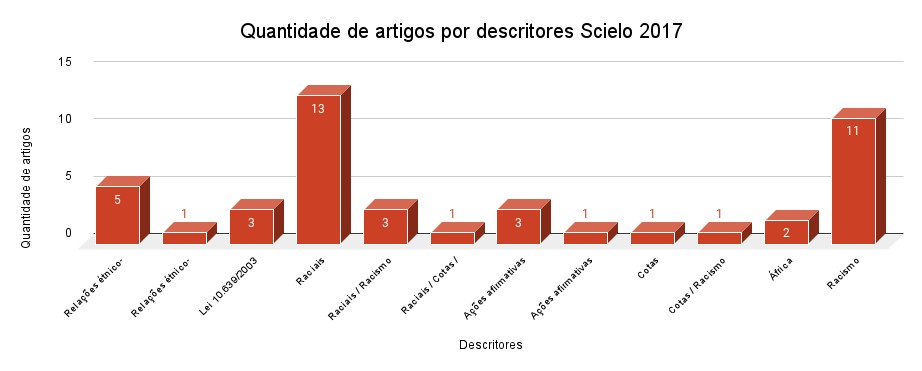 Quantidade de artigos por descritores Scielo 2017
15
10
5
0
Quantidade de artigos
5
1
3
13
3
1
3
1
1
1
2
11
Relações étnico-
Relações étnico-
Lei 10.639/2003
Raciais
Raciais / Racismo
Raciais / Cotas /
Ações afirmativas
Ações afirmativas
Cotas
Cotas / Racismo
África
Racismo
Descritores